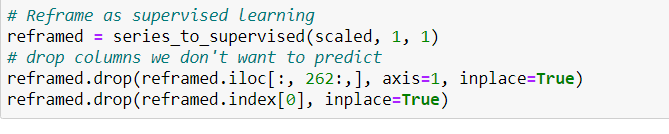 # Reframe as supervised learning
reframed = series_to_supervised(scaled, 1, 1)
# drop columns we don't want to predict
reframed.drop(reframed.iloc[:, 262:,], axis=1, inplace=True)
reframed.drop(reframed.index[0], inplace=True)